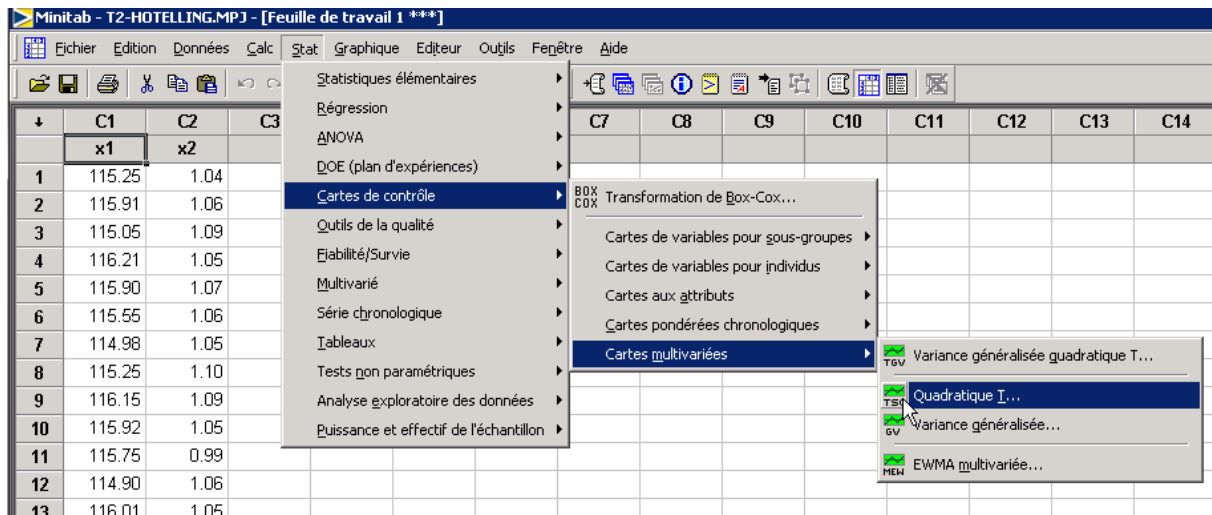 Minitab - T2-HOTELLING.MPJ - [Feuille de travail 1 ***]
Fichier Edition Données Calc Stat Graphique Editeur Outils Fenêtre Aide
C1 C2 C3 C7 C8 C9 C10 C11 C12 C13 C14
x1 x2
1 115.25 1.04
2 115.91 1.06
3 115.05 1.09
4 116.21 1.05
5 115.90 1.07
6 115.55 1.06
7 114.98 1.05
8 115.25 1.10
9 116.15 1.09
10 115.92 1.05
11 115.75 0.99
12 114.90 1.06
13 116.01 1.05
Statistiques élémentaires
Régression
ANOVA
DOE (plan d'expériences)
Cartes de contrôle
Outils de la qualité
Fiabilité/Survie
Multivarié
Série chronologique
Tableaux
Tests non paramétriques
Analyse exploratoire des données
Puissance et effectif de l'échantillon
BOX COX Transformation de Box-Cox...
Cartes de variables pour sous-groupes
Cartes de variables pour individus
Cartes aux attributs
Cartes pondérées chronologiques
Cartes multivariées
TGV Variance généralisée quadratique T...
TSQ Quadratique T...
GV Variance généralisée...
MEW EWMA multivariée...